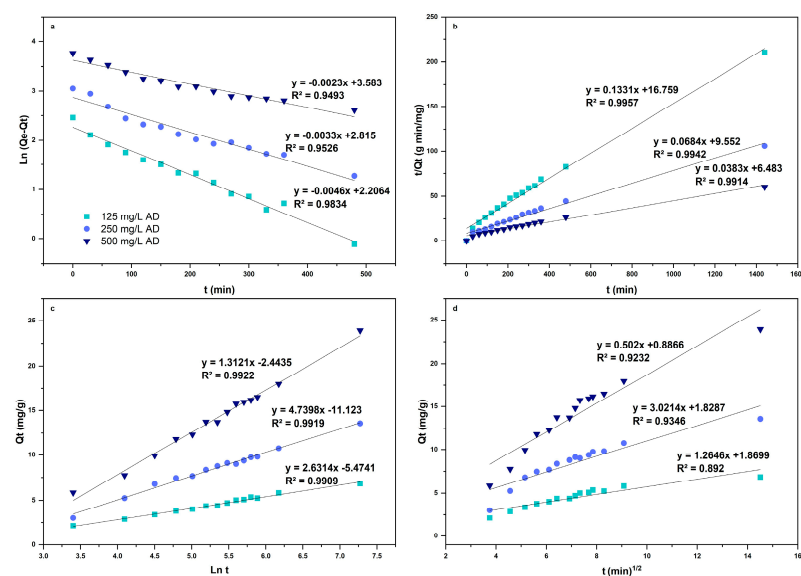 a
4
3
2
1
0
0
100
200
300
400
500
Ln (Qe-Qt)
t (min)
y = -0.0023x + 3.583
R² = 0.9493
y = -0.0033x + 2.815
R² = 0.9526
y = -0.0046x + 2.2064
R² = 0.9834
125 mg/L AD
250 mg/L AD
500 mg/L AD
b
250
200
150
100
50
0
0
200
400
600
800
1000
1200
1400
t/Qt (g min/mg)
t (min)
y = 0.1331x + 16.759
R² = 0.9957
y = 0.0684x + 9.552
R² = 0.9942
y = 0.0383x + 6.483
R² = 0.9914
c
25
20
15
10
5
0
3.0
3.5
4.0
4.5
5.0
5.5
6.0
6.5
7.0
7.5
Qt (mg/g)
Ln t
y = 1.3121x -2.4435
R² = 0.9922
y = 4.7398x -11.123
R² = 0.9919
y = 2.6314x -5.4741
R² = 0.9909
d
25
20
15
10
5
0
2
4
6
8
10
12
14
16
Qt (mg/g)
t (min)1/2
y = 0.502x +0.8866
R² = 0.9232
y = 3.0214x +1.8287
R² = 0.9346
y = 1.2646x +1.8699
R² = 0.892